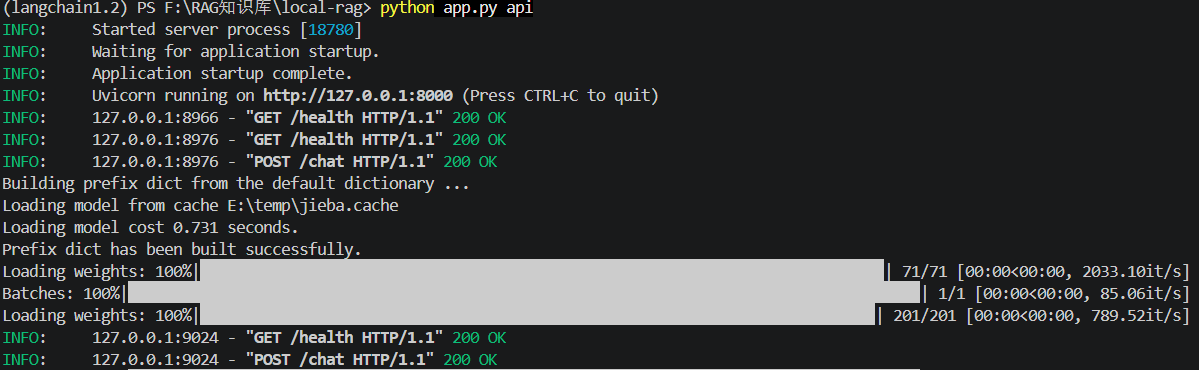 (langchain1.2) PS F:\RAG知识库\local-rag> python app.py api
INFO:     Started server process [18780]
INFO:     Waiting for application startup.
INFO:     Application startup complete.
INFO:     Uvicorn running on http://127.0.0.1:8000 (Press CTRL+C to quit)
INFO:     127.0.0.1:8966 - "GET /health HTTP/1.1" 200 OK
INFO:     127.0.0.1:8976 - "GET /health HTTP/1.1" 200 OK
INFO:     127.0.0.1:8976 - "POST /chat HTTP/1.1" 200 OK
Building prefix dict from the default dictionary ...
Loading model from cache E:\temp\jieba.cache
Loading model cost 0.731 seconds.
Prefix dict has been built successfully.
Loading weights: 100%| | 71/71 [00:00<00:00, 2033.10it/s]
Batches: 100%| | 1/1 [00:00<00:00, 85.06it/s]
Loading weights: 100%| | 201/201 [00:00<00:00, 789.52it/s]
INFO:     127.0.0.1:9024 - "GET /health HTTP/1.1" 200 OK
INFO:     127.0.0.1:9024 - "POST /chat HTTP/1.1" 200 OK